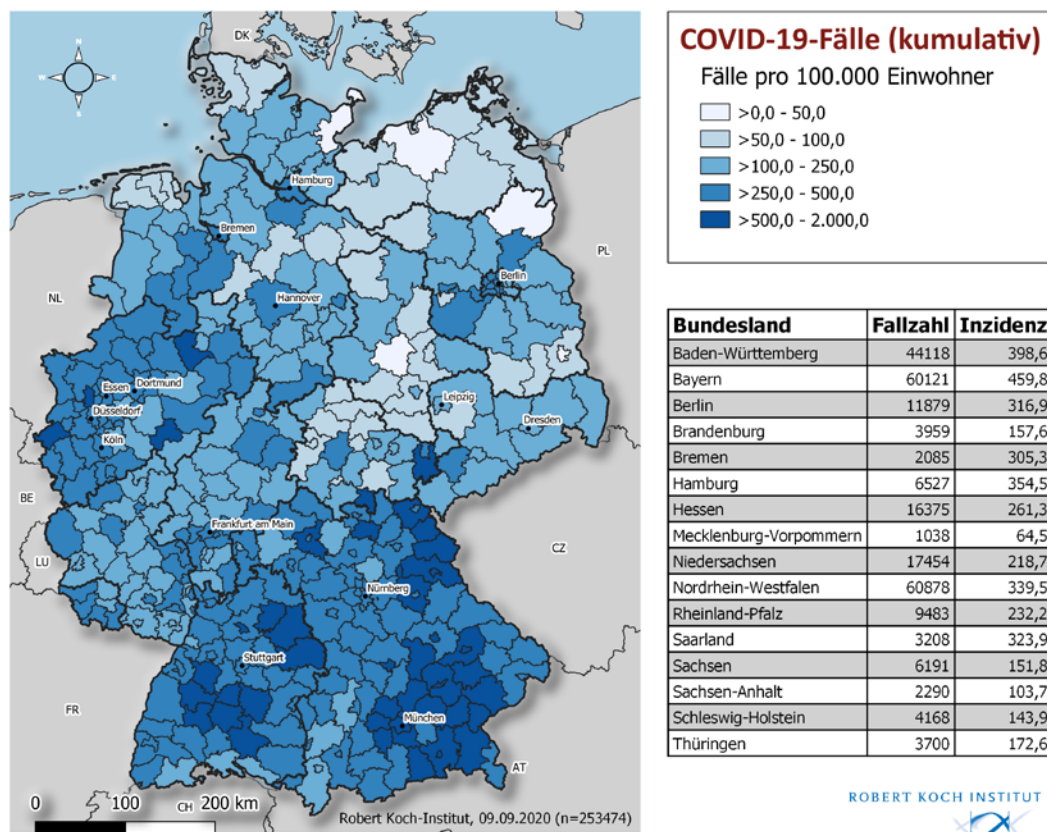 DK
NL
BE
LU
FR
CH
AT
CZ
PL
N
W E
S
Hamburg
Bremen
Berlin
Hannover
Essen
Dortmund
Düsseldorf
Köln
Leipzig
Dresden
Frankfurt am Main
Nürnberg
Stuttgart
München
0 100 200 km
Robert Koch-Institut, 09.09.2020 (n=253474)
COVID-19-Fälle (kumulativ)
Fälle pro 100.000 Einwohner
>0,0 - 50,0
>50,0 - 100,0
>100,0 - 250,0
>250,0 - 500,0
>500,0 - 2.000,0
Bundesland Fallzahl Inzidenz
Baden-Württemberg 44118 398,6
Bayern 60121 459,8
Berlin 11879 316,9
Brandenburg 3959 157,6
Bremen 2085 305,3
Hamburg 6527 354,5
Hessen 16375 261,3
Mecklenburg-Vorpommern 1038 64,5
Niedersachsen 17454 218,7
Nordrhein-Westfalen 60878 339,5
Rheinland-Pfalz 9483 232,2
Saarland 3208 323,9
Sachsen 6191 151,8
Sachsen-Anhalt 2290 103,7
Schleswig-Holstein 4168 143,9
Thüringen 3700 172,6
ROBERT KOCH INSTITUT